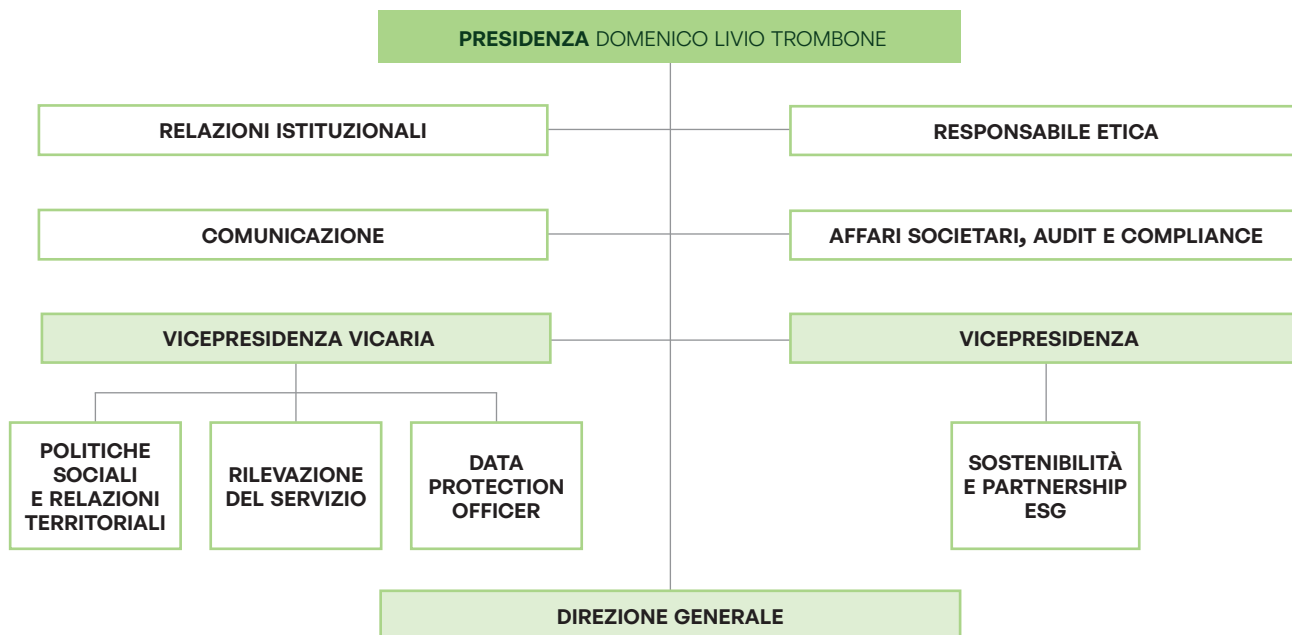 PRESIDENZA DOMENICO LIVIO TROMBONE
RELAZIONI ISTITUZIONALI
RESPONSABILE ETICA
COMUNICAZIONE
AFFARI SOCIETARI, AUDIT E COMPLIANCE
VICEPRESIDENZA VICARIA
VICEPRESIDENZA
POLITICHE
SOCIALI
E RELAZIONI
TERRITORIALI
RILEVAZIONE
DEL SERVIZIO
DATA
PROTECTION
OFFICER
SOSTENIBILITÀ
E PARTNERSHIP
ESG
DIREZIONE GENERALE